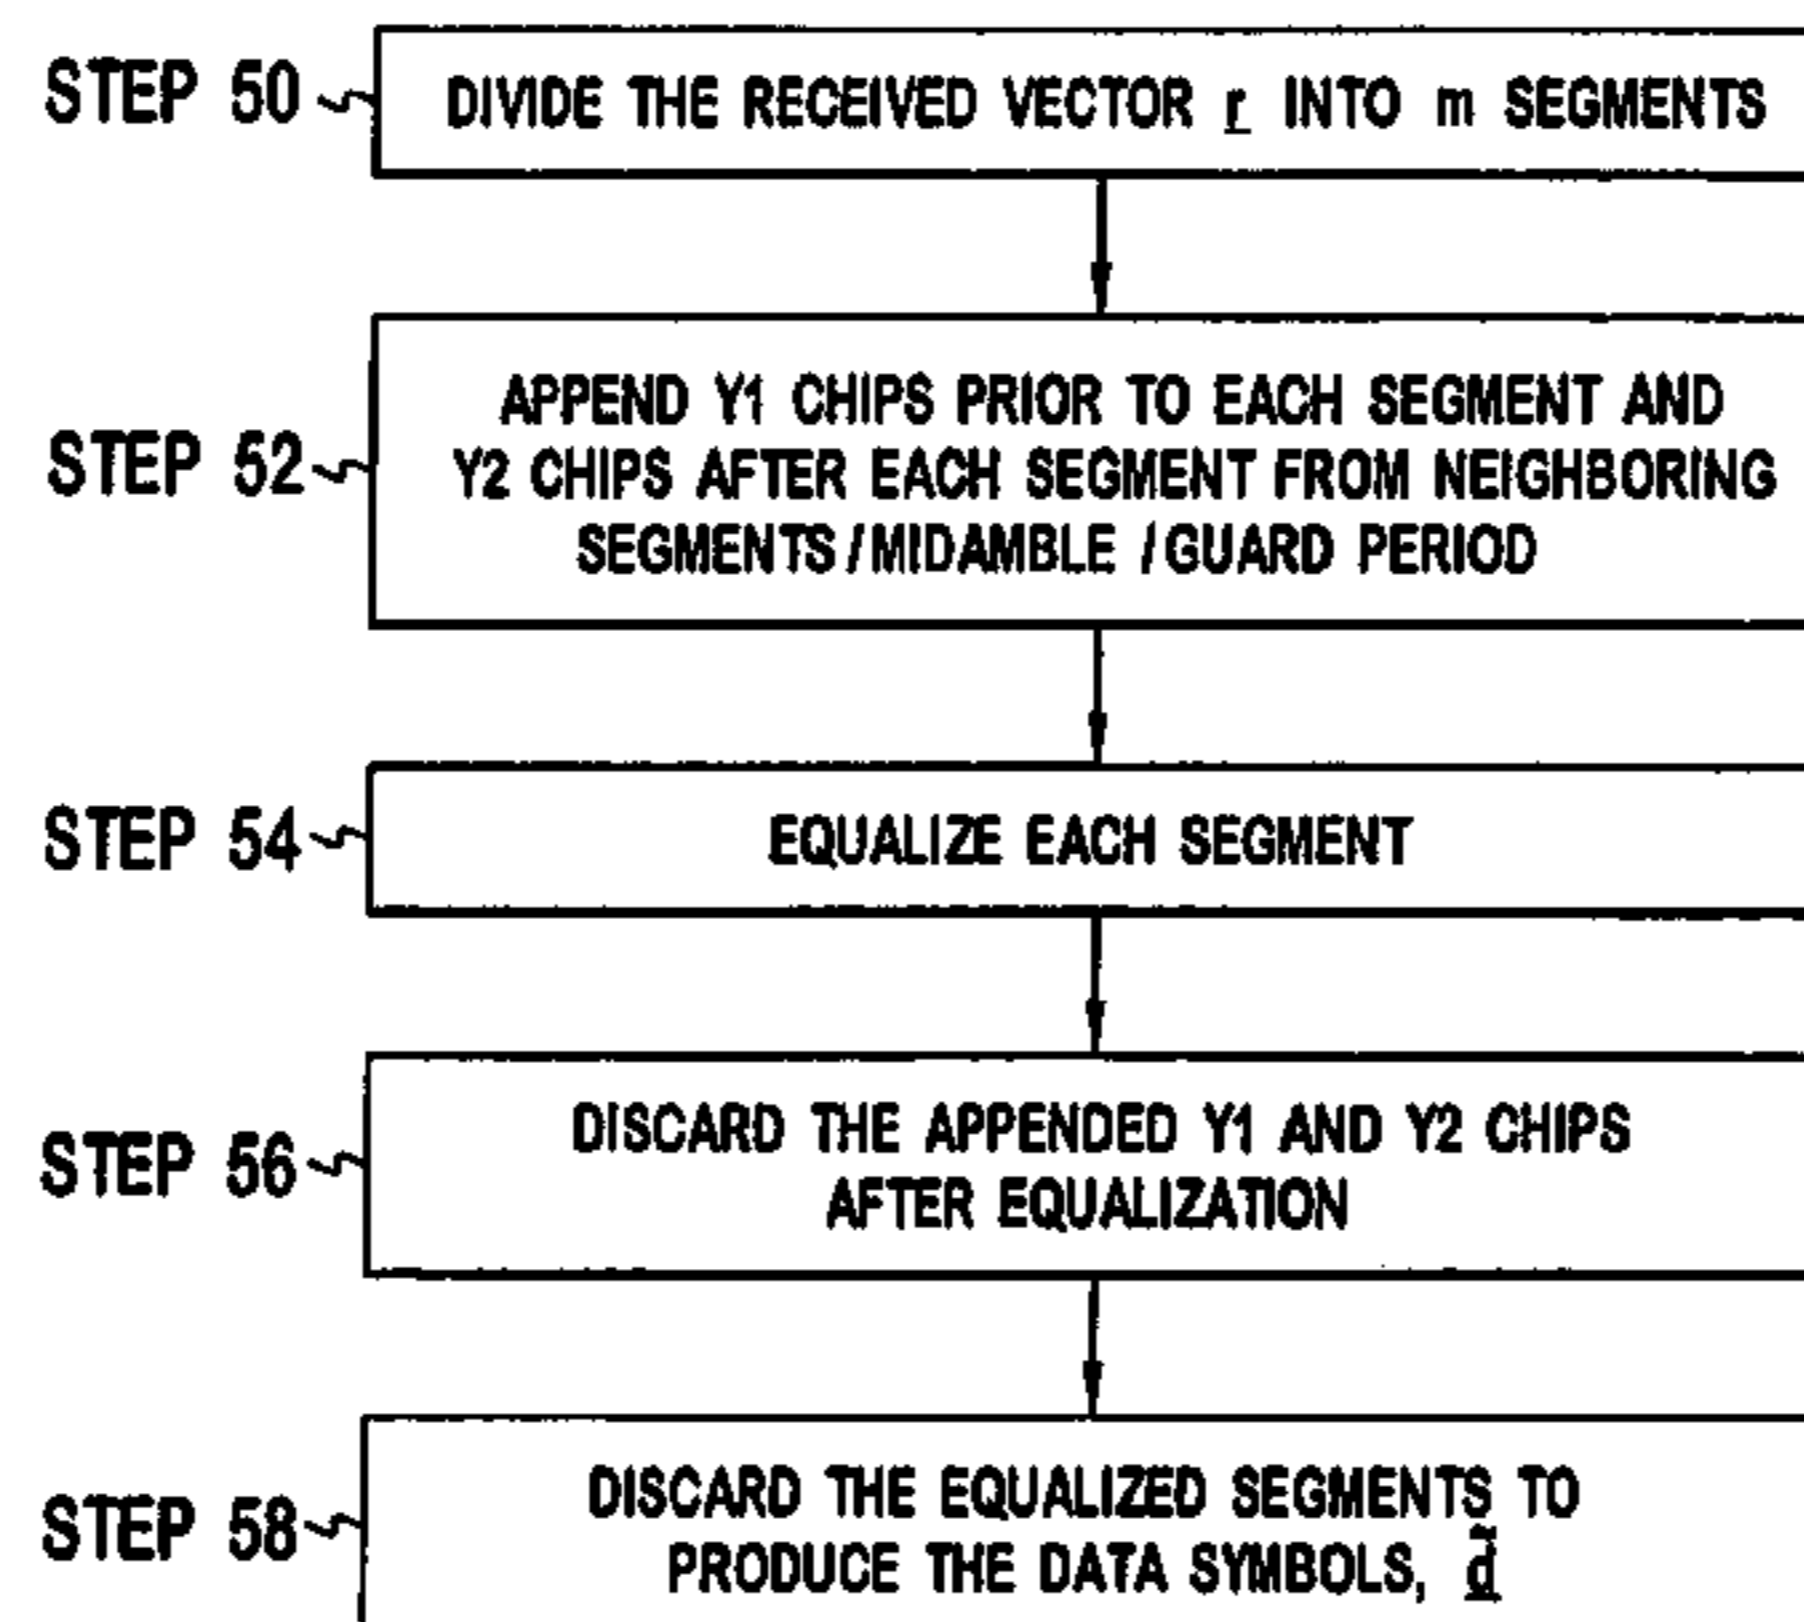 STEP 50
DIVIDE THE RECEIVED VECTOR r INTO m SEGMENTS
STEP 52
APPEND Y1 CHIPS PRIOR TO EACH SEGMENT AND
Y2 CHIPS AFTER EACH SEGMENT FROM NEIGHBORING
SEGMENTS/MIDAMBLE/GUARD PERIOD
STEP 54
EQUALIZE EACH SEGMENT
STEP 56
DISCARD THE APPENDED Y1 AND Y2 CHIPS
AFTER EQUALIZATION
STEP 58
DISCARD THE EQUALIZED SEGMENTS TO
PRODUCE THE DATA SYMBOLS, d̲̃